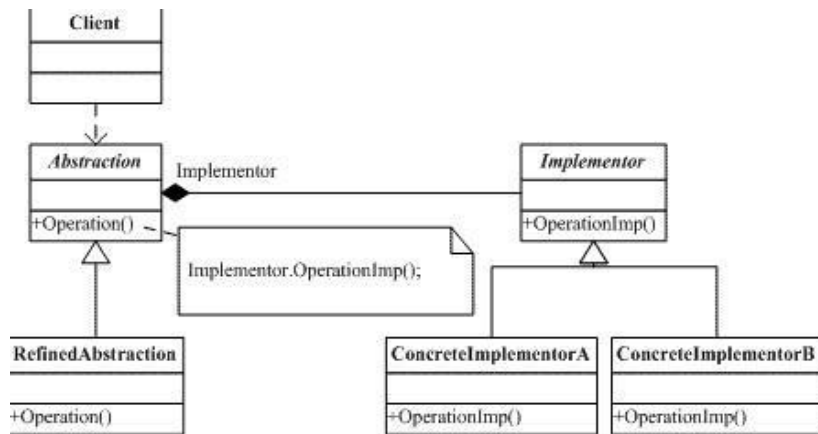 Client
Abstraction
Implementor
Implementor
+Operation()
+OperationImp()
Implementor.OperationImp();
RefinedAbstraction
ConcreteImplementorA
ConcreteImplementorB
+Operation()
+OperationImp()
+OperationImp()